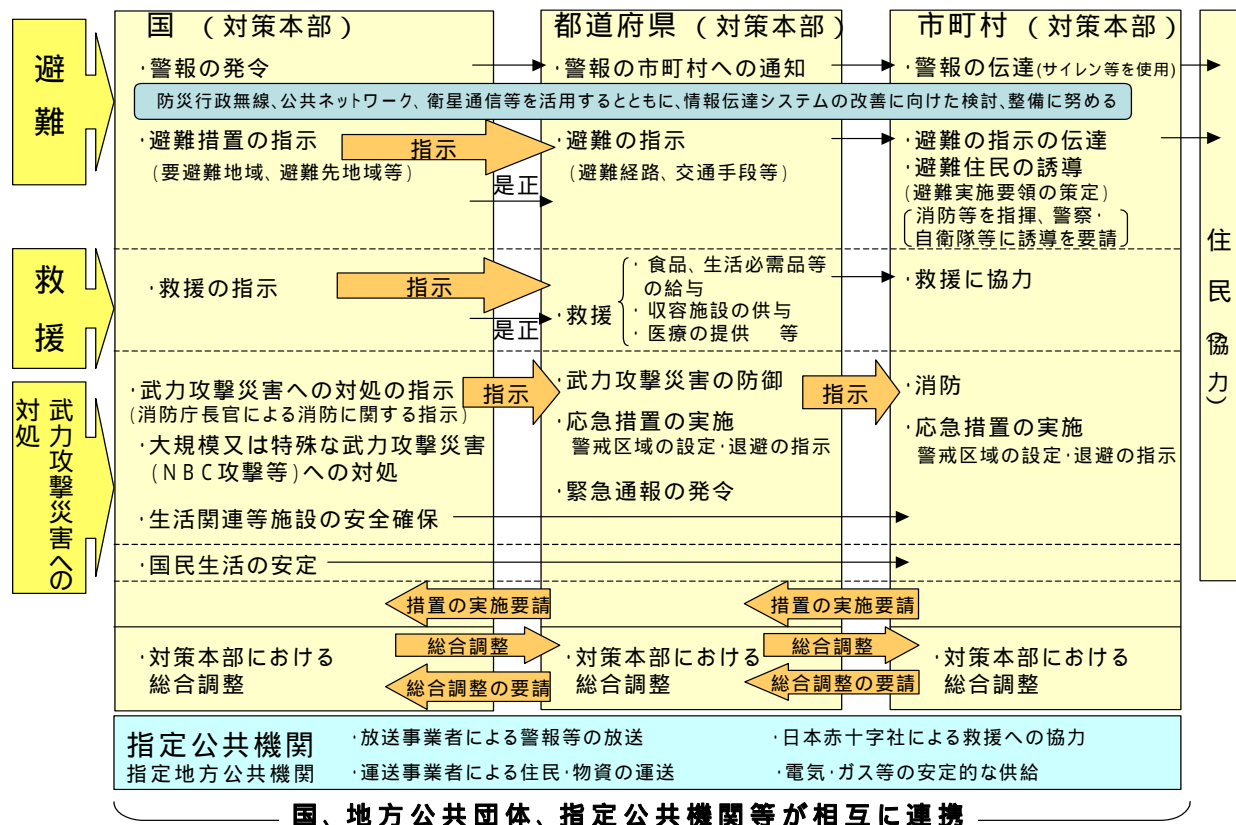 国 (対策本部)
都道府県 (対策本部)
市町村 (対策本部)
避難
・警報の発令
・警報の市町村への通知
・警報の伝達(サイレン等を使用)
防災行政無線、公共ネットワーク、衛星通信等を活用するとともに、情報伝達システムの改善に向けた検討、整備に努める
・避難措置の指示
(要避難地域、避難先地域等)
指示
是正
・避難の指示
(避難経路、交通手段等)
・避難の指示の伝達
・避難住民の誘導
(避難実施要領の策定)
消防等を指揮、警察・
自衛隊等に誘導を要請
住民(協力)
救援
・救援の指示
指示
是正
・救援
・食品、生活必需品等
の給与
・収容施設の供与
・医療の提供 等
・救援に協力
武力攻撃災害への
対処
・武力攻撃災害への対処の指示
(消防庁長官による消防に関する指示)
・大規模又は特殊な武力攻撃災害
(NBC攻撃等)への対処
指示
・武力攻撃災害の防御
・応急措置の実施
警戒区域の設定・退避の指示
・緊急通報の発令
指示
・消防
・応急措置の実施
警戒区域の設定・退避の指示
・生活関連等施設の安全確保
・国民生活の安定
措置の実施要請
措置の実施要請
・対策本部における
総合調整
総合調整
総合調整の要請
・対策本部における
総合調整
総合調整
総合調整の要請
・対策本部における
総合調整
指定公共機関
指定地方公共機関
・放送事業者による警報等の放送
・日本赤十字社による救援への協力
・運送事業者による住民・物資の運送
・電気・ガス等の安定的な供給
国、地方公共団体、指定公共機関等が相互に連携